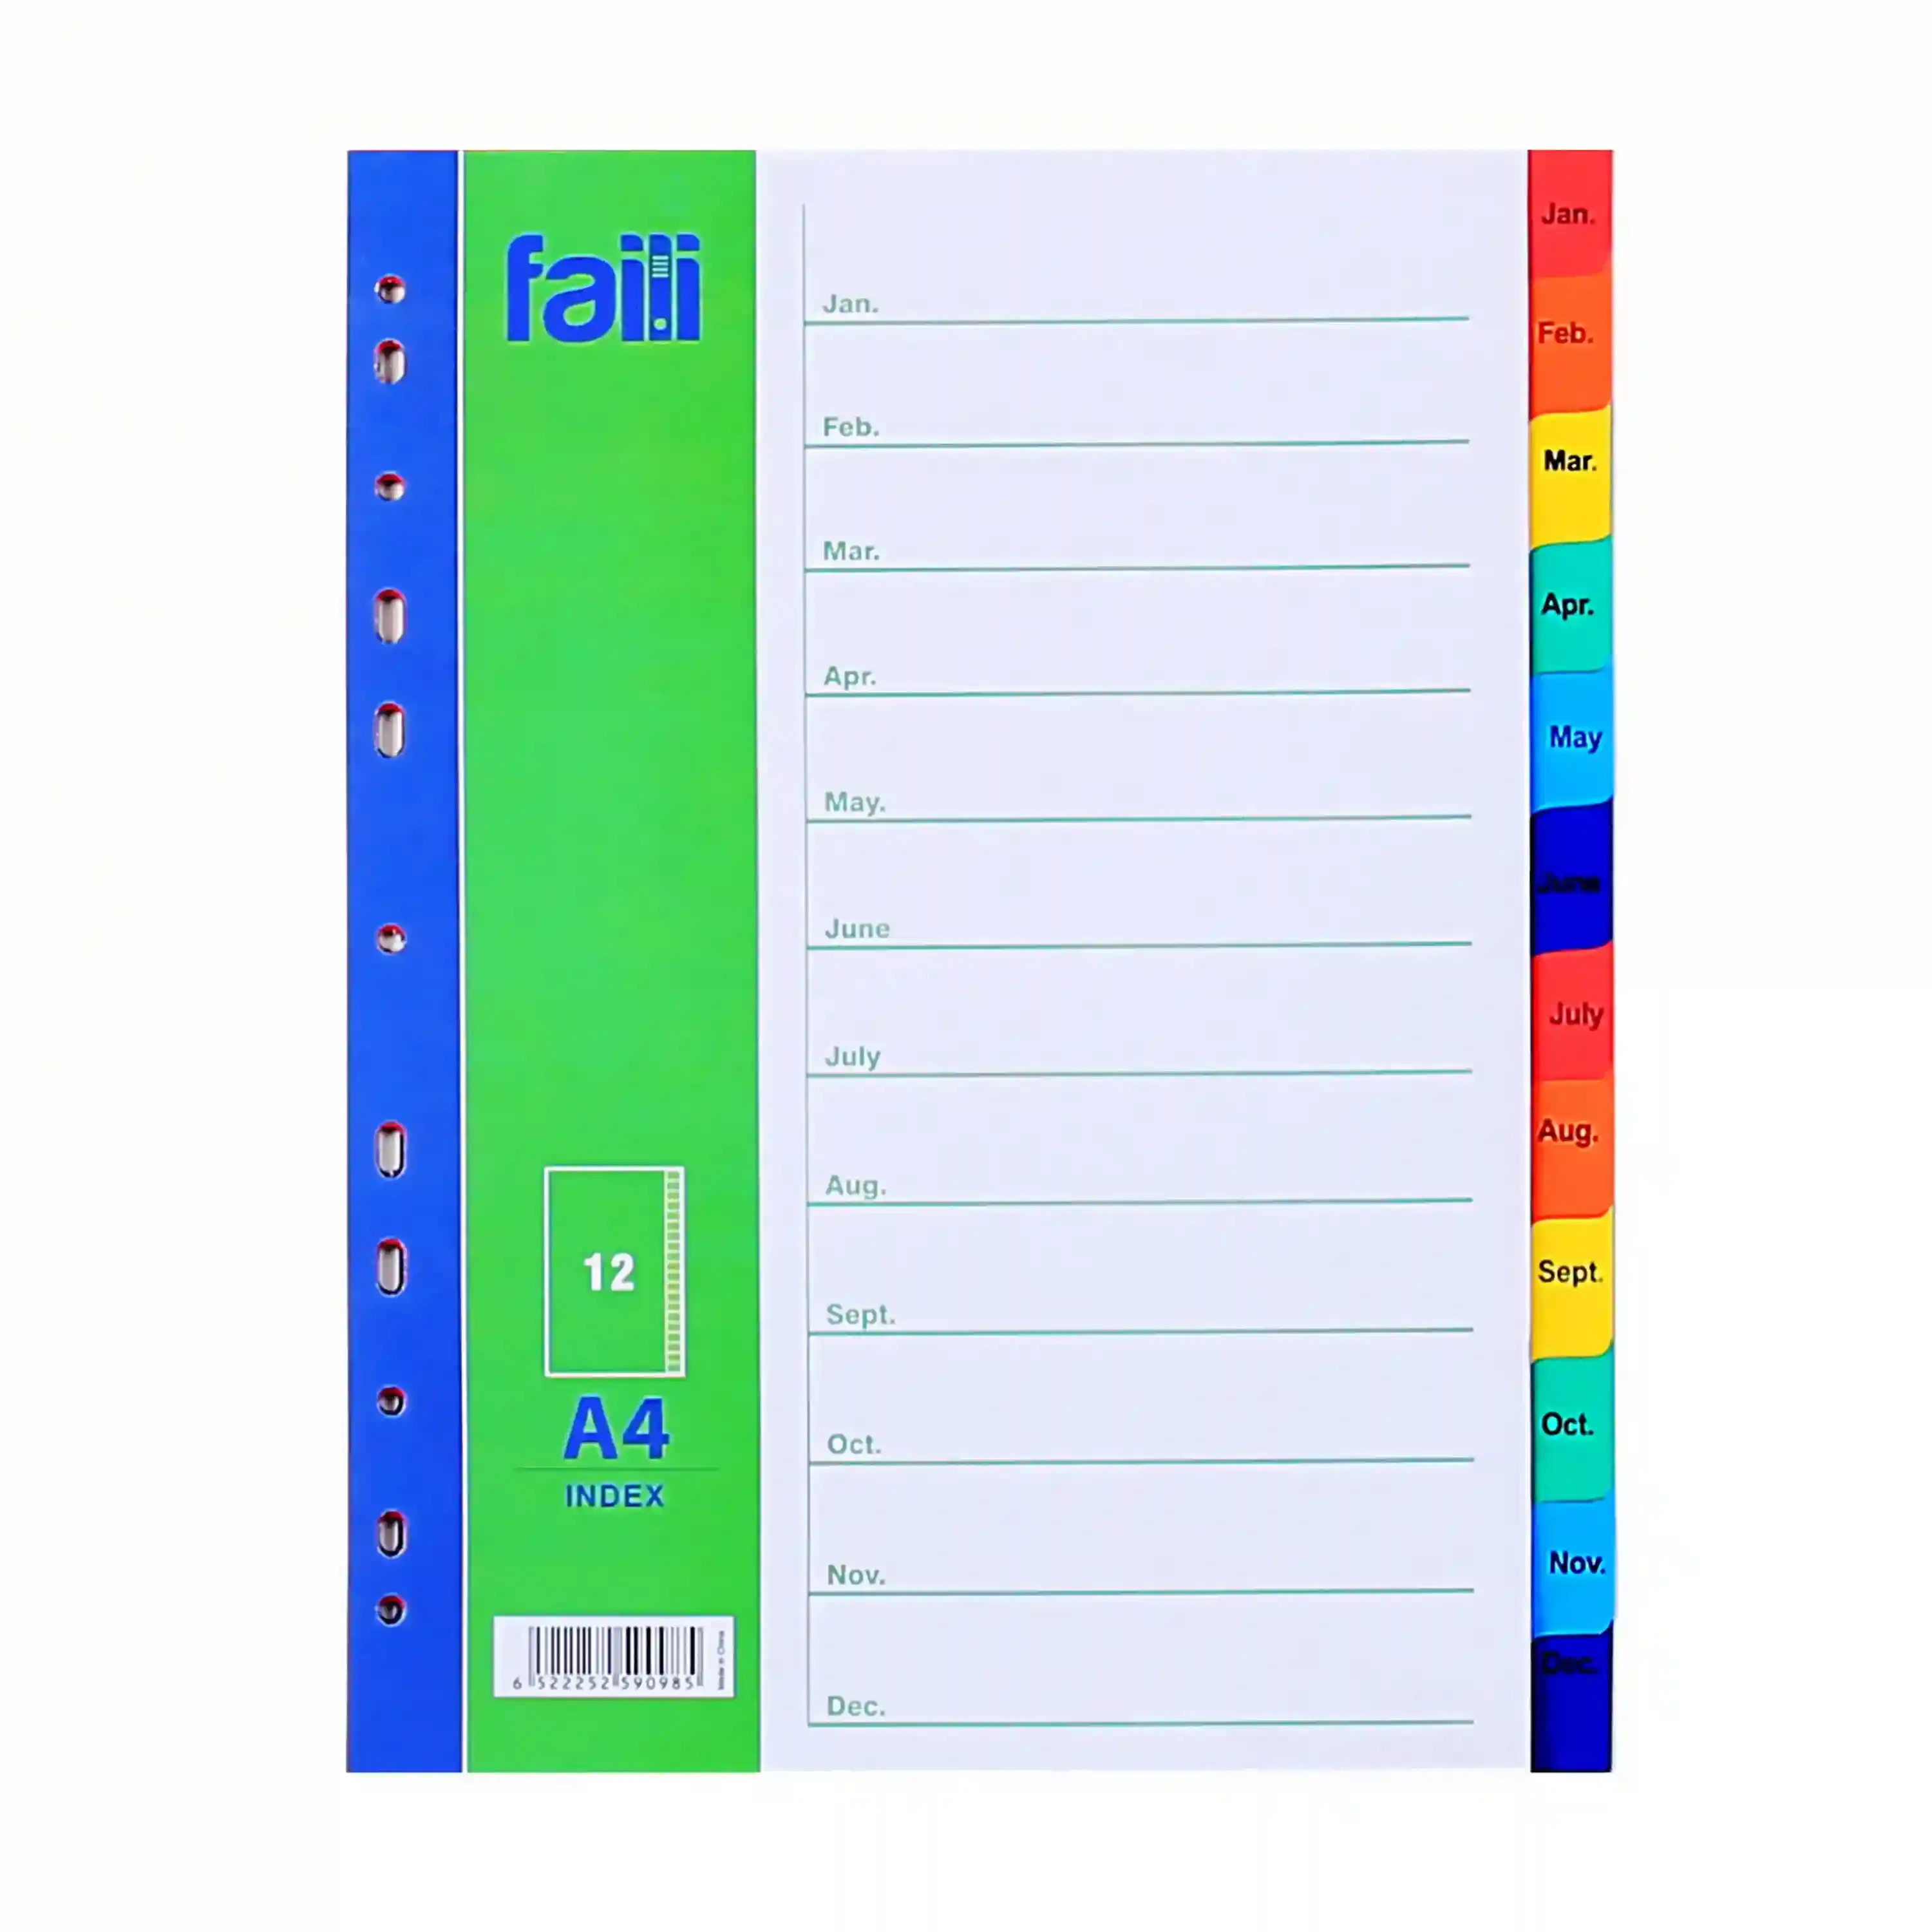 faili
Jan.
Feb.
Mar.
Apr.
May.
June
July
Aug.
Sept.
Oct.
Nov.
Dec.
12
A4
INDEX
6 522252 590985
Made in China
Jan.
Feb.
Mar.
Apr.
May
June
July
Aug.
Sept.
Oct.
Nov.
Dec.